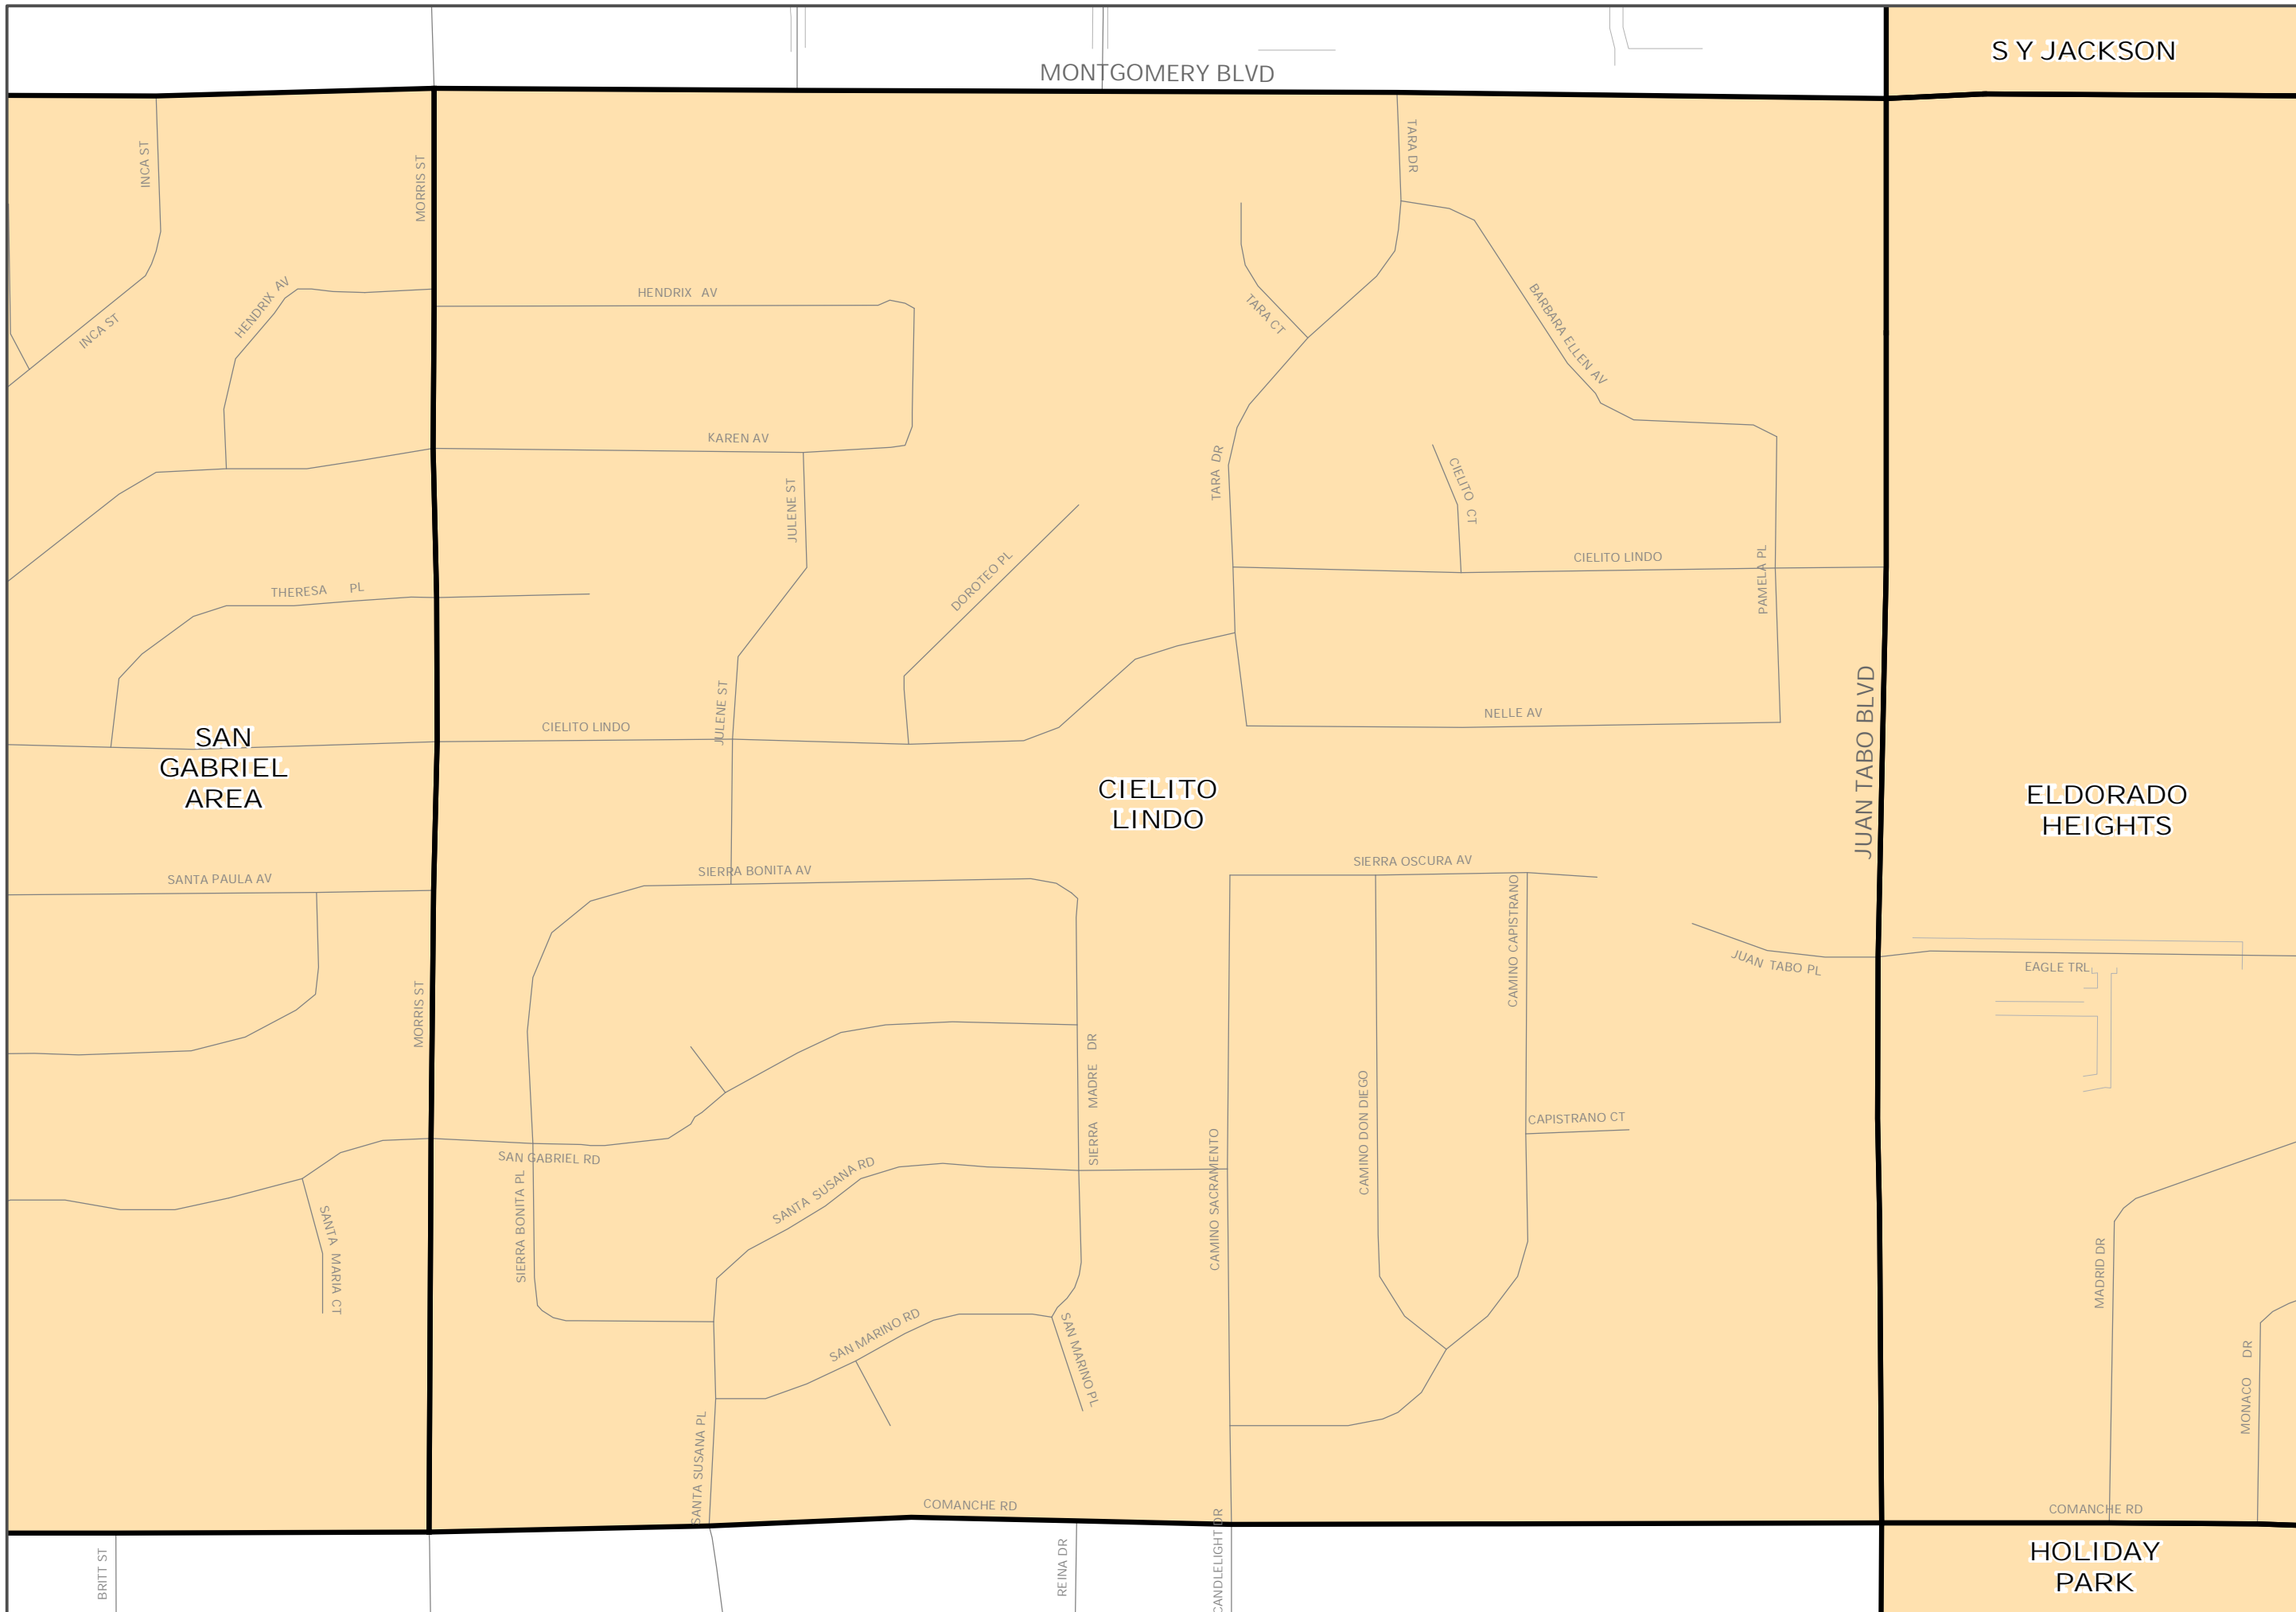 S Y JACKSON
MONTGOMERY BLVD
INCA ST
MORRIS ST
TARA DR
HENDRIX AV
HENDRIX AV
INCA ST
TARA CT
BARBARA ELLEN AV
KAREN AV
TARA DR
CIELITO CT
JULENE ST
DOROTEO PL
CIELITO LINDO
PAMELA PL
THERESA PL
JULENE ST
CIELITO LINDO
NELLE AV
JUAN TABO BLVD
SAN
GABRIEL
AREA
CIELITO
LINDO
ELDORADO
HEIGHTS
SANTA PAULA AV
SIERRA BONITA AV
SIERRA OSCURA AV
CAMINO CAPISTRANO
JUAN TABO PL
EAGLE TRL
MORRIS ST
SIERRA MADRE DR
CAMINO DON DIEGO
CAPISTRANO CT
SAN GABRIEL RD
SANTA SUSANA RD
CAMINO SACRAMENTO
SIERRA BONITA PL
SANTA MARIA CT
MADRID DR
SAN MARINO RD
SAN MARINO PL
MONACO DR
SANTA SUSANA PL
COMANCHE RD
COMANCHE RD
BRITT ST
REINA DR
CANDLELIGHT DR
HOLIDAY
PARK